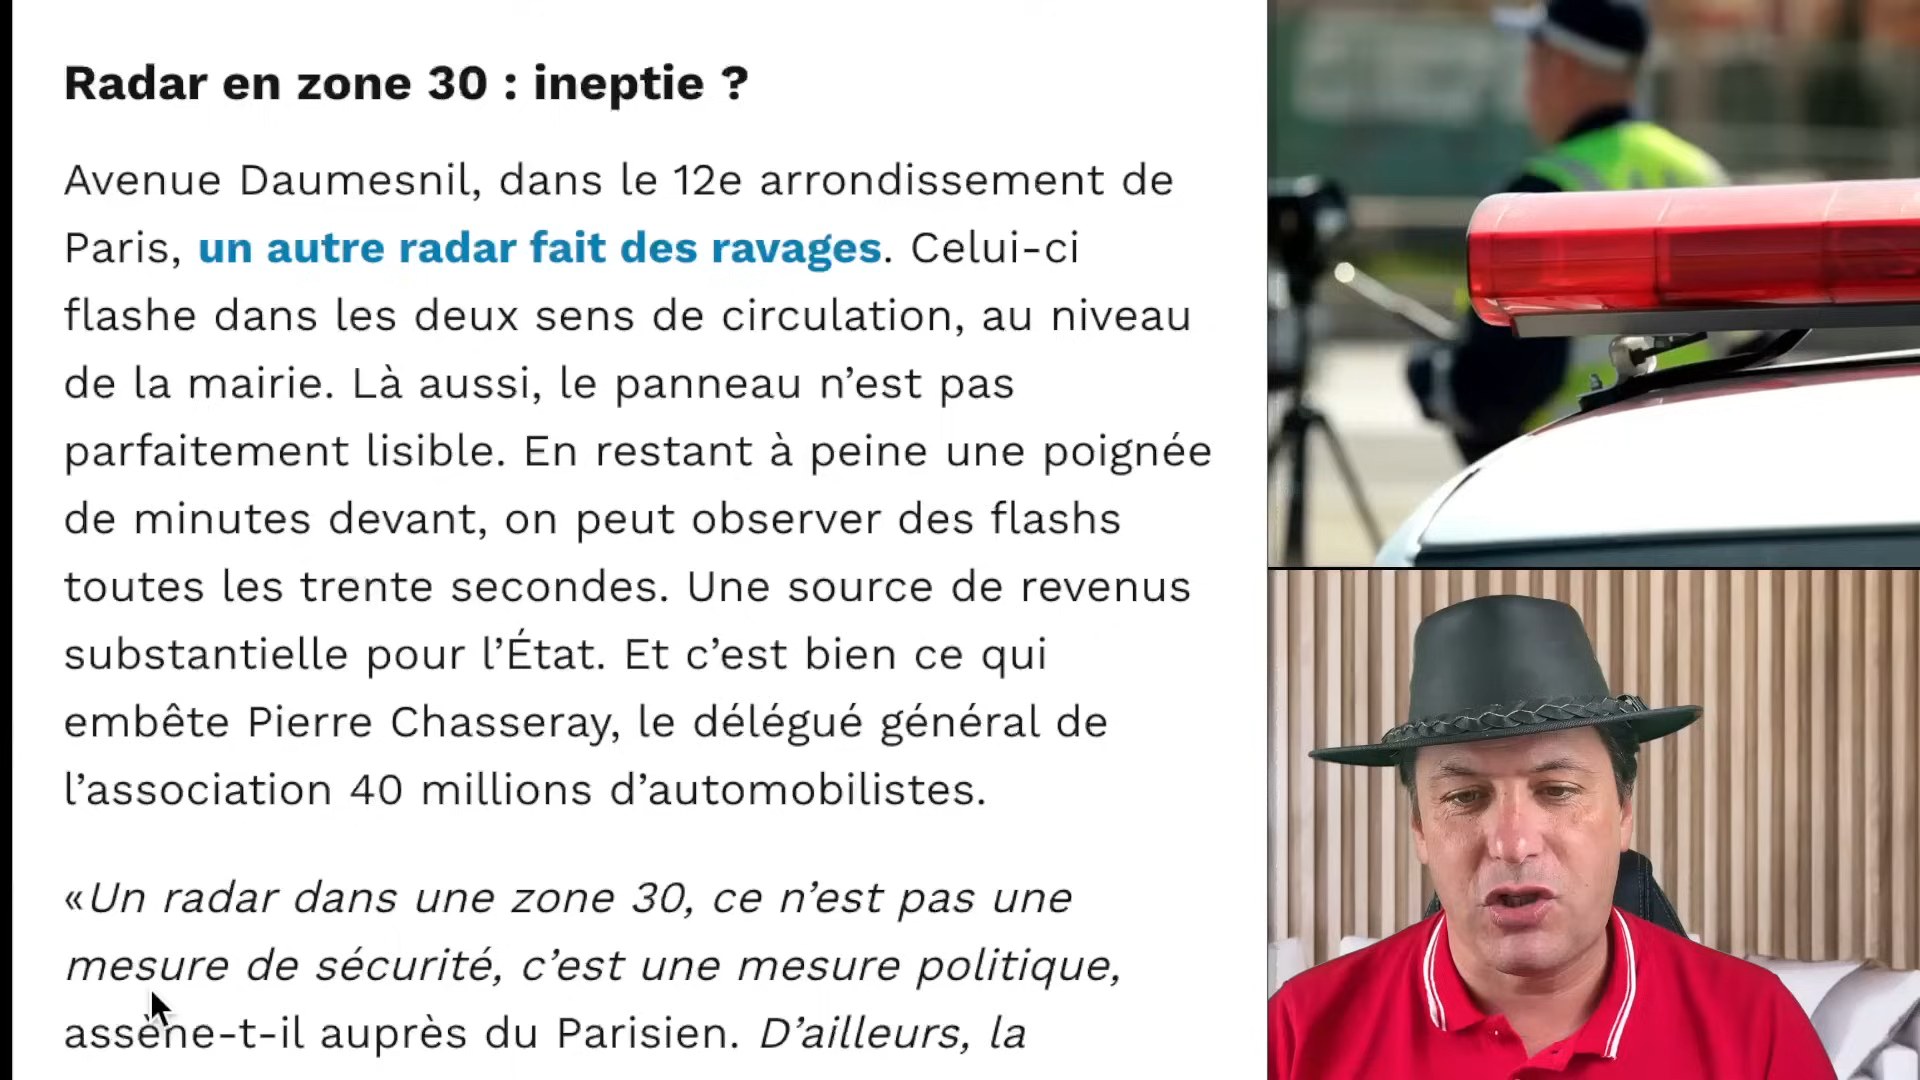 Radar en zone 30 : ineptie ?
Avenue Daumesnil, dans le 12e arrondissement de
Paris, un autre radar fait des ravages. Celui-ci
flashe dans les deux sens de circulation, au niveau
de la mairie. Là aussi, le panneau n’est pas
parfaitement lisible. En restant à peine une poignée
de minutes devant, on peut observer des flashs
toutes les trente secondes. Une source de revenus
substantielle pour l’État. Et c’est bien ce qui
embête Pierre Chasseray, le délégué général de
l’association 40 millions d’automobilistes.
«Un radar dans une zone 30, ce n’est pas une
mesure de sécurité, c’est une mesure politique,
assène-t-il auprès du Parisien. D’ailleurs, la